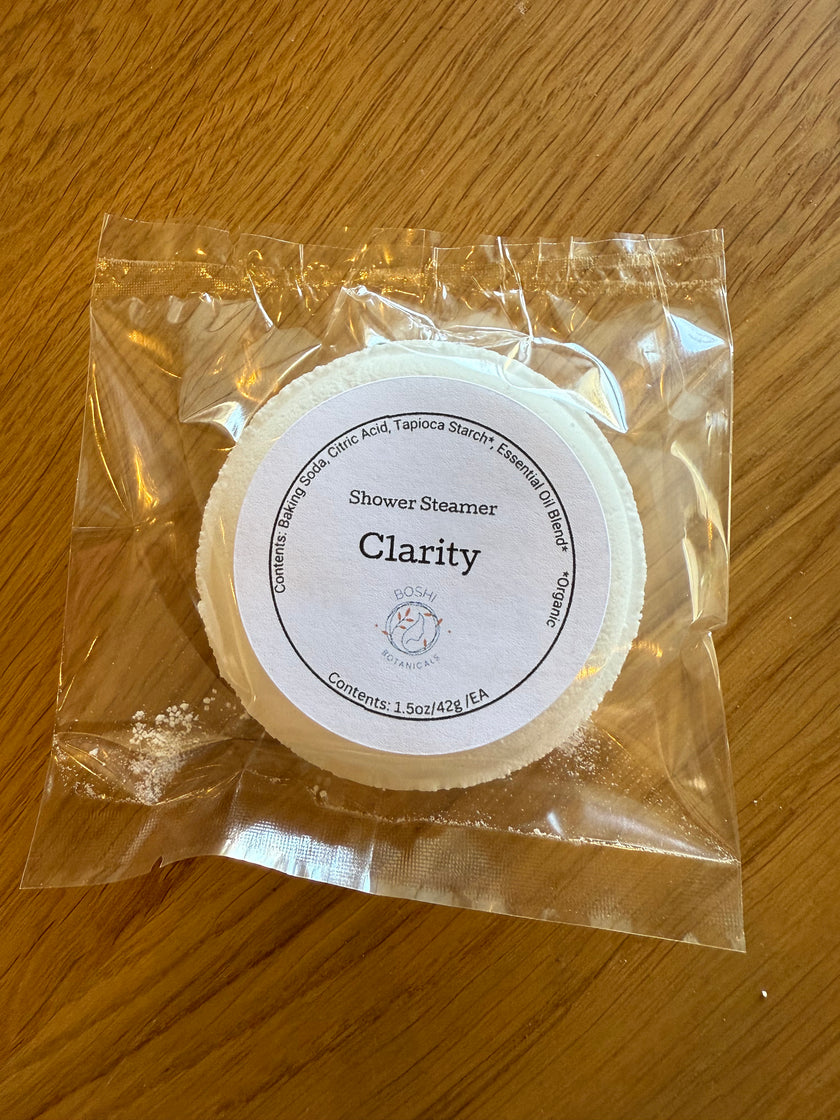 Contents: Baking Soda, Citric Acid, Tapioca Starch*, Essential Oil Blend* *Organic
Shower Steamer
Clarity
BOSHI
BOTANICALS
Contents: 1.5oz/42g /EA